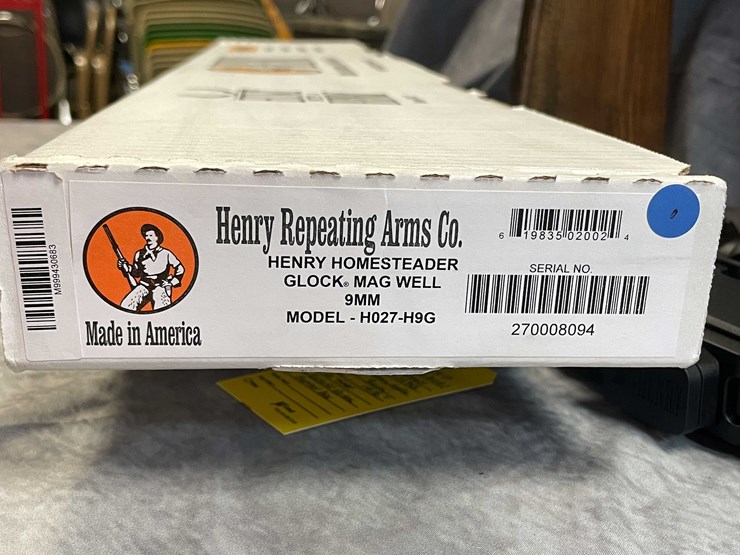 M999430683
Made in America
Henry Repeating Arms Co.
HENRY HOMESTEADER
GLOCK® MAG WELL
9MM
MODEL - H027-H9G
6 19835 02002 4
SERIAL NO.
270008094